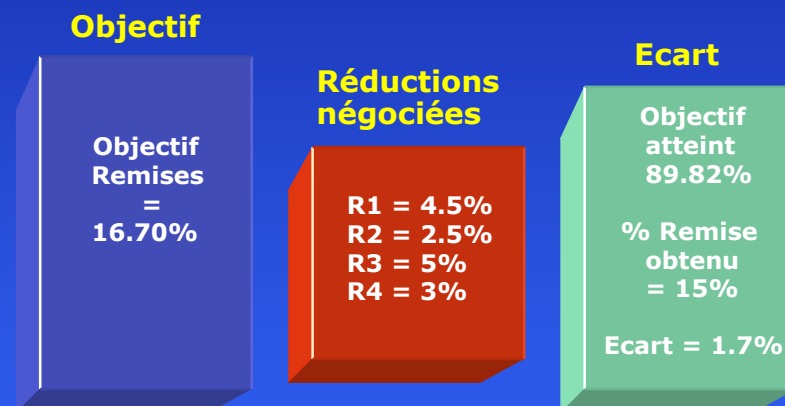 Objectif
Objectif
Remises
=
16.70%
Réductions
négociées
R1 = 4.5%
R2 = 2.5%
R3 = 5%
R4 = 3%
Ecart
Objectif
atteint
89.82%
% Remise
obtenu
= 15%
Ecart = 1.7%